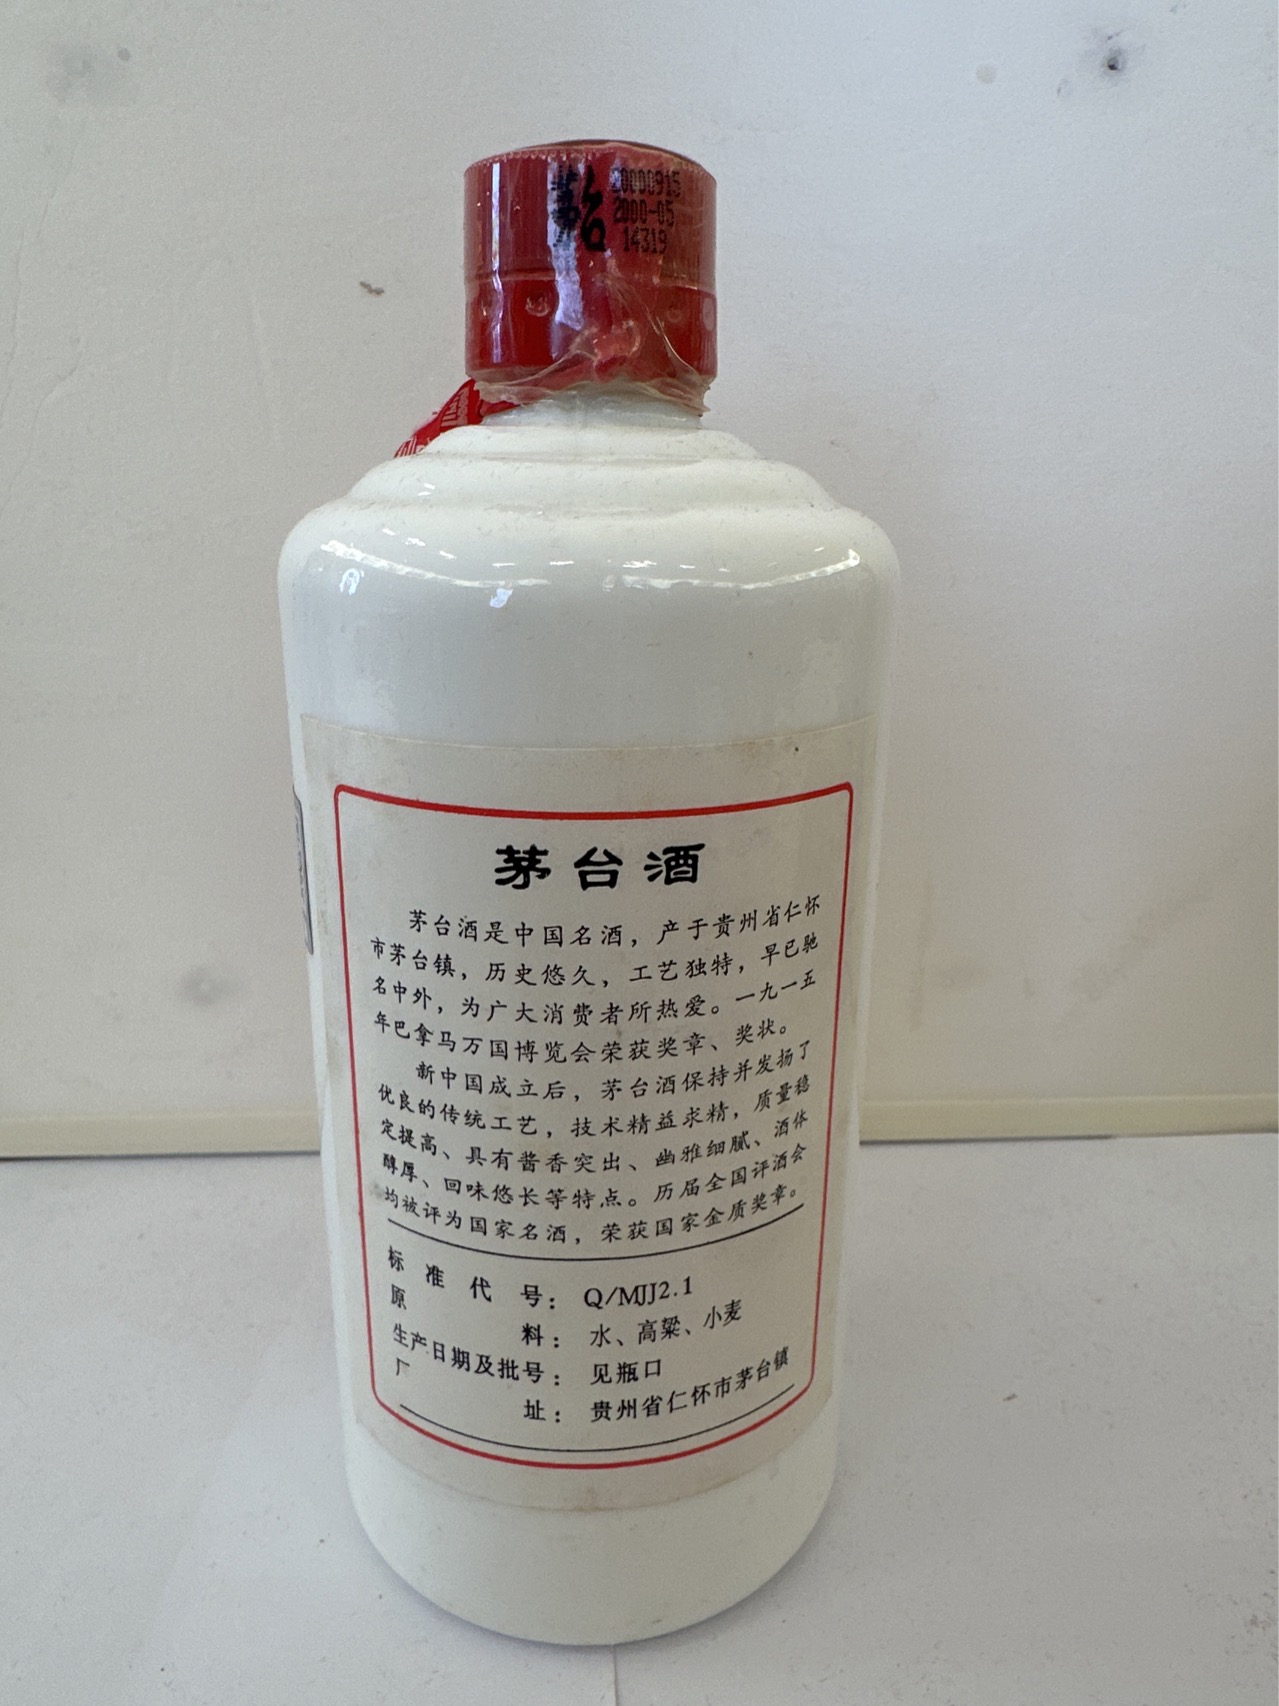 茅台
20000915
2000-05
14319
茅台酒
茅台酒是中国名酒，产于贵州省仁怀
市茅台镇，历史悠久，工艺独特，早已驰
名中外，为广大消费者所热爱。一九一五
年巴拿马万国博览会荣获奖章、奖状。
新中国成立后，茅台酒保持并发扬了
优良的传统工艺，技术精益求精，质量稳
定提高、具有酱香突出、幽雅细腻、酒体
醇厚、回味悠长等特点。历届全国评酒会
均被评为国家名酒，荣获国家金质奖章。
标准代号：Q/MJJ2.1
原料：水、高粱、小麦
生产日期及批号：见瓶口
厂址：贵州省仁怀市茅台镇